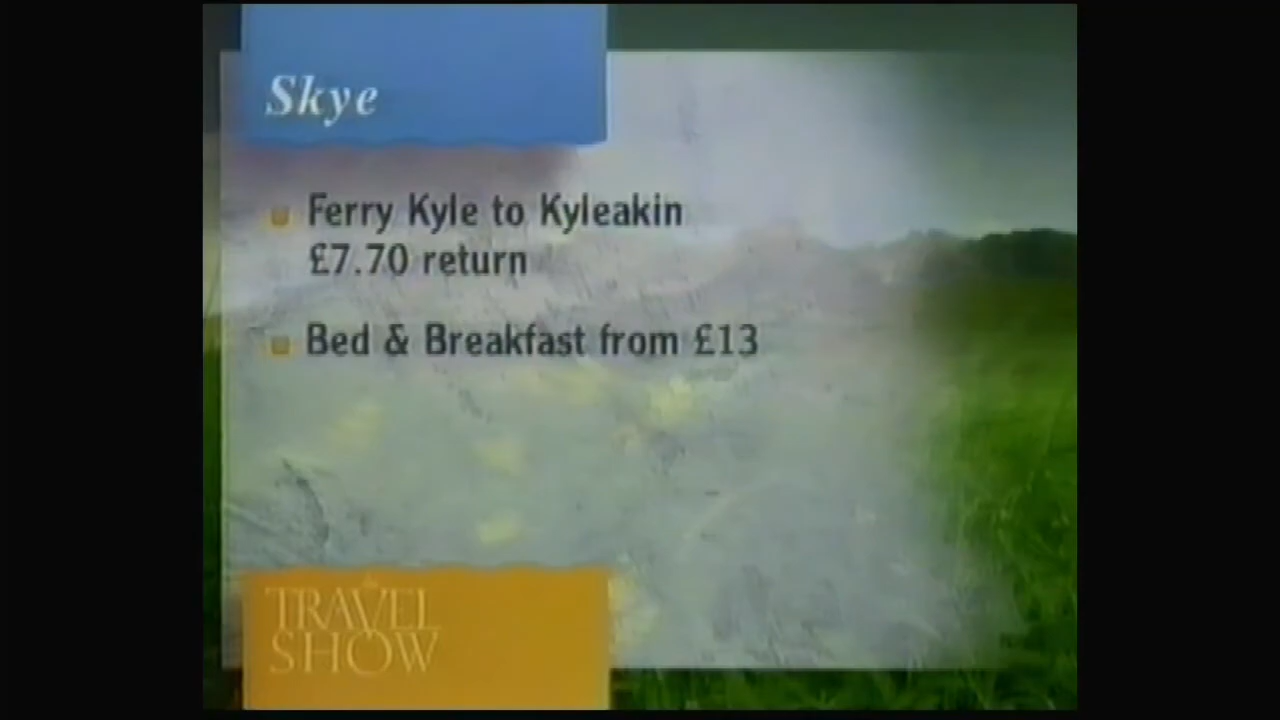 Skye
Ferry Kyle to Kyleakin
£7.70 return
Bed & Breakfast from £13
TRAVEL
SHOW